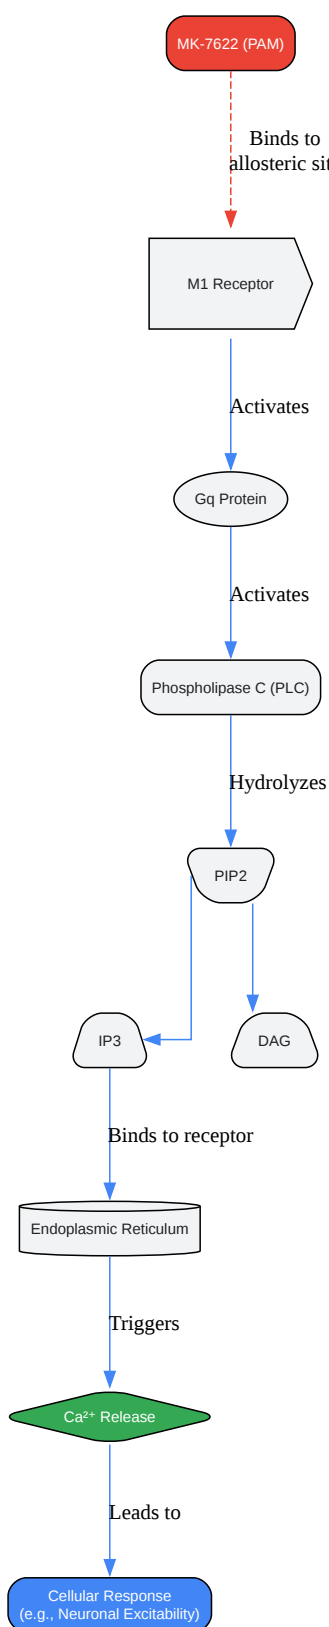 MK-7622 (PAM)
Binds to
allosteric sit
M1 Receptor
Activates
Gq Protein
Activates
Phospholipase C (PLC)
Hydrolyzes
PIP2
IP3
DAG
Binds to receptor
Endoplasmic Reticulum
Triggers
Ca²⁺ Release
Leads to
Cellular Response
(e.g., Neuronal Excitability)